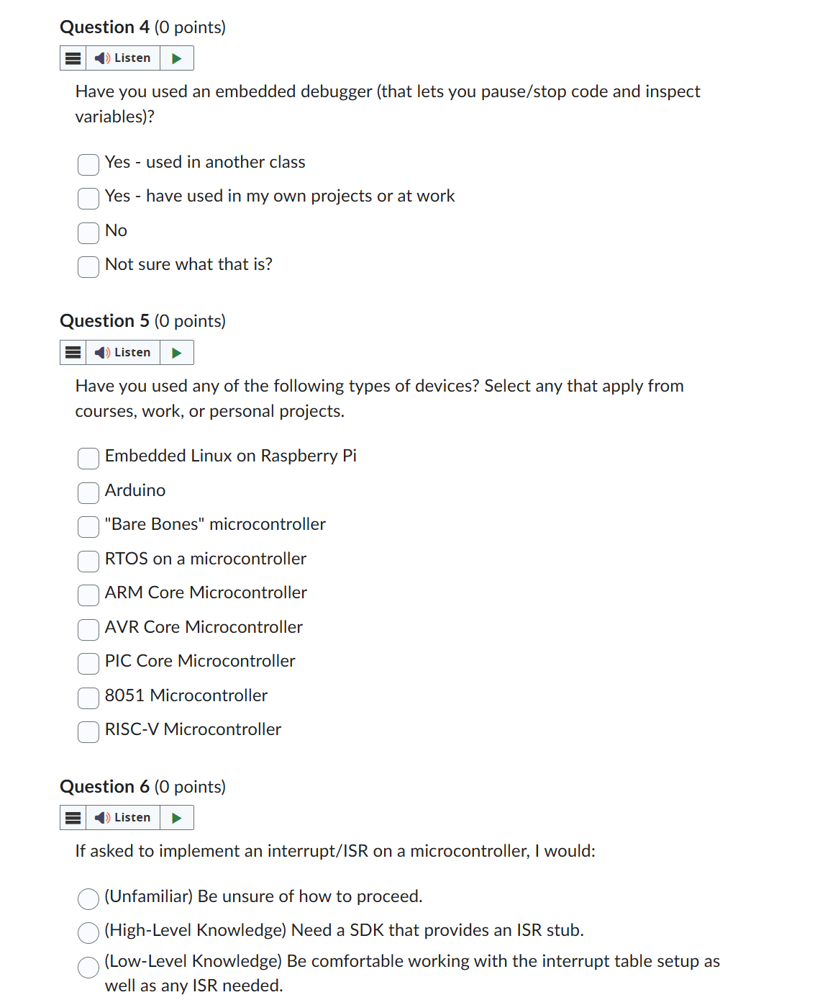 Question 4 (0 points)
Listen
Have you used an embedded debugger (that lets you pause/stop code and inspect
variables)?
Yes - used in another class
Yes - have used in my own projects or at work
No
Not sure what that is?
Question 5 (0 points)
Listen
Have you used any of the following types of devices? Select any that apply from
courses, work, or personal projects.
Embedded Linux on Raspberry Pi
Arduino
"Bare Bones" microcontroller
RTOS on a microcontroller
ARM Core Microcontroller
AVR Core Microcontroller
PIC Core Microcontroller
8051 Microcontroller
RISC-V Microcontroller
Question 6 (0 points)
Listen
If asked to implement an interrupt/ISR on a microcontroller, I would:
(Unfamiliar) Be unsure of how to proceed.
(High-Level Knowledge) Need a SDK that provides an ISR stub.
(Low-Level Knowledge) Be comfortable working with the interrupt table setup as
well as any ISR needed.